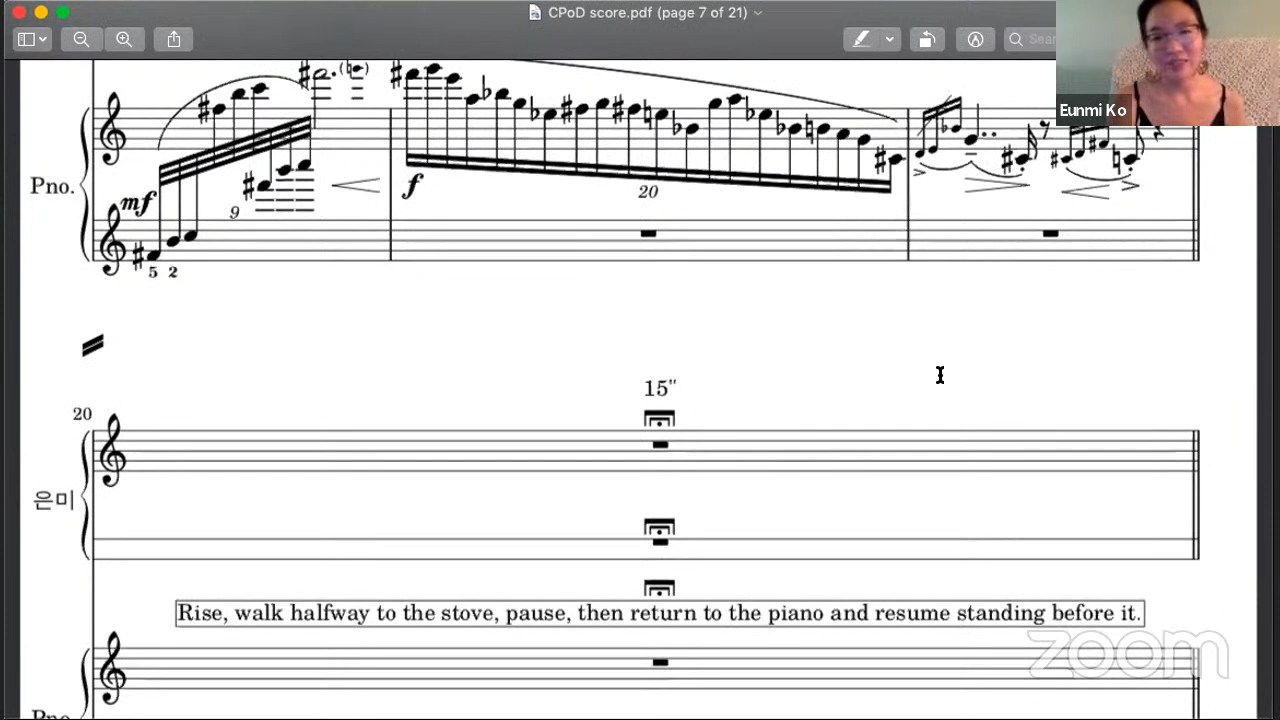 CPoD score.pdf (page 7 of 21)
Sear
Eunmi Ko
Pno.
mf
9
f
20
5 2
15"
20
은미
Rise, walk halfway to the stove, pause, then return to the piano and resume standing before it.
zoom
Pno